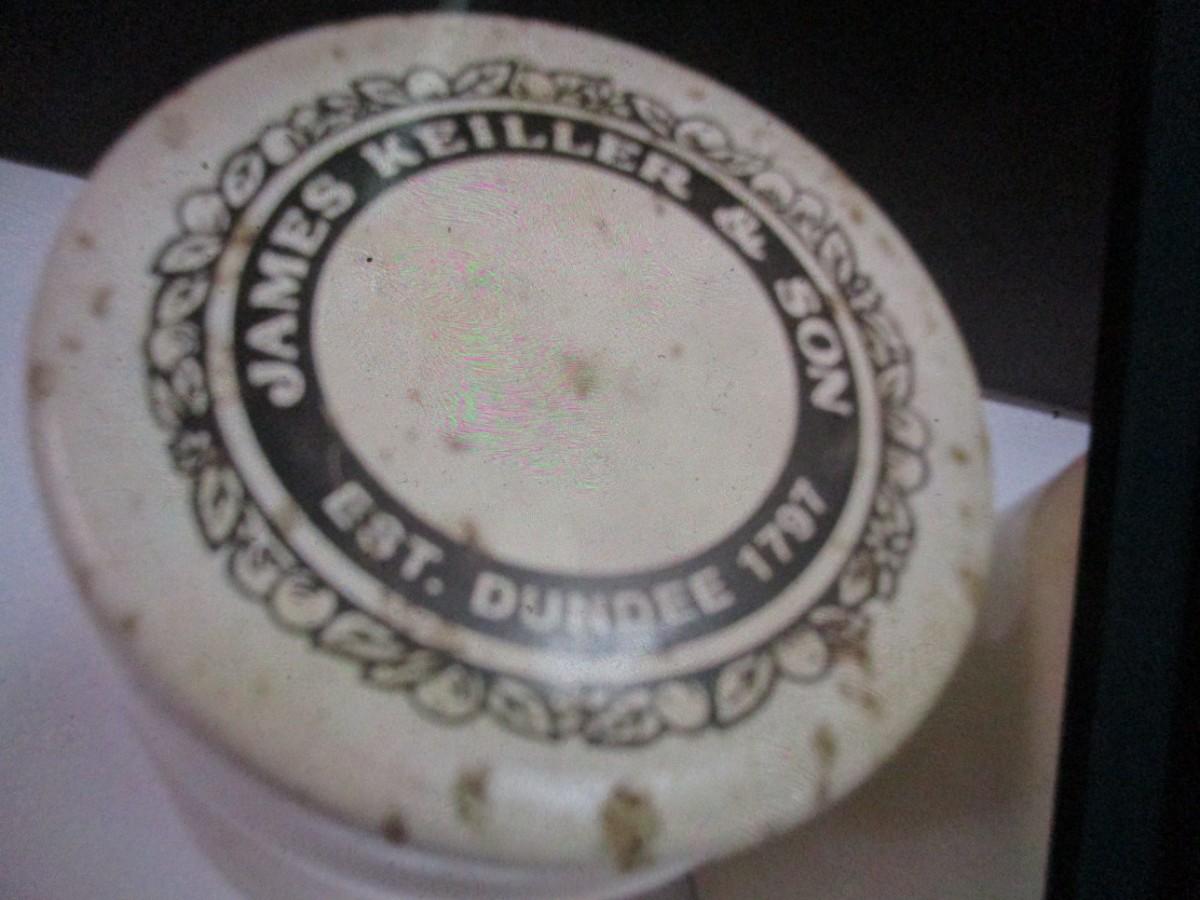 JAMES KEILLER & SON
EST. DUNDEE 1797